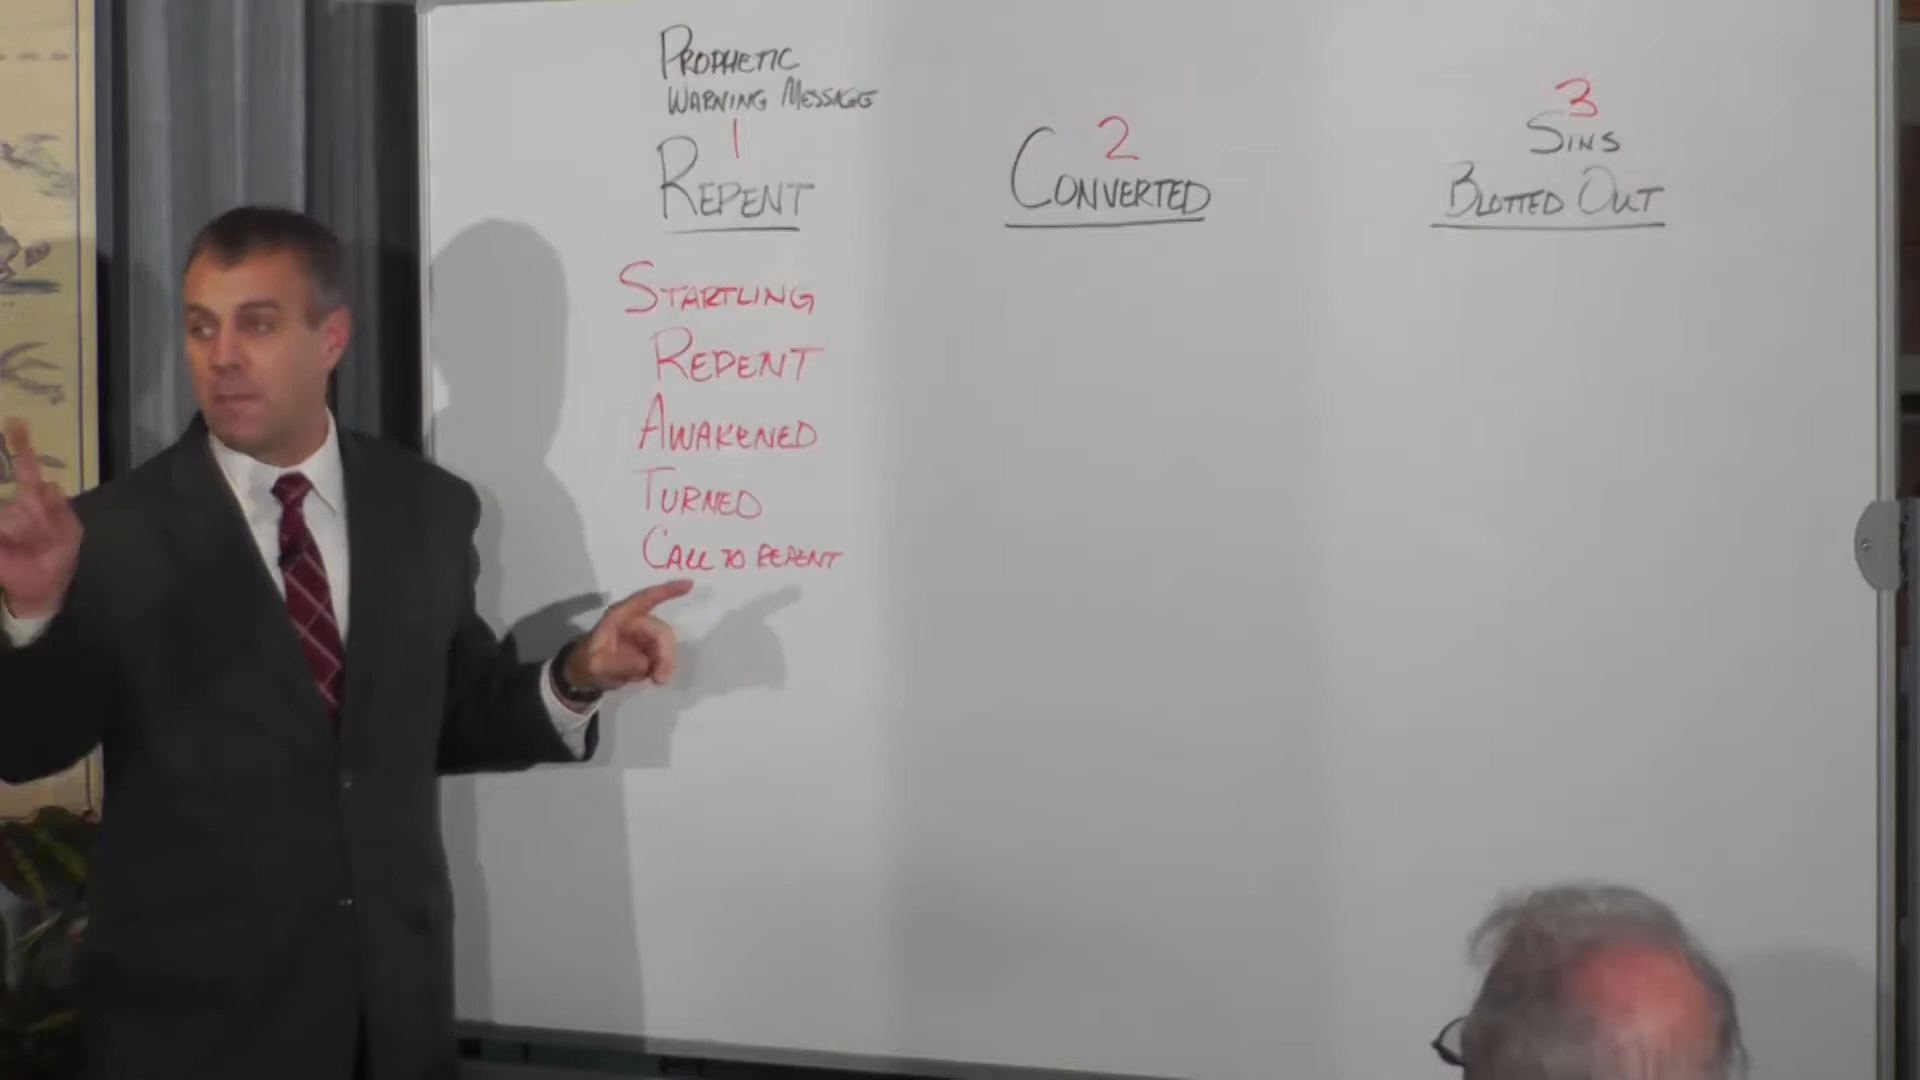 PROPHETIC
WARNING MESSAGE
1
REPENT
STARTLING
REPENT
AWAKENED
TURNED
CALL TO REPENT
2
CONVERTED
3
SINS
BLOTTED OUT